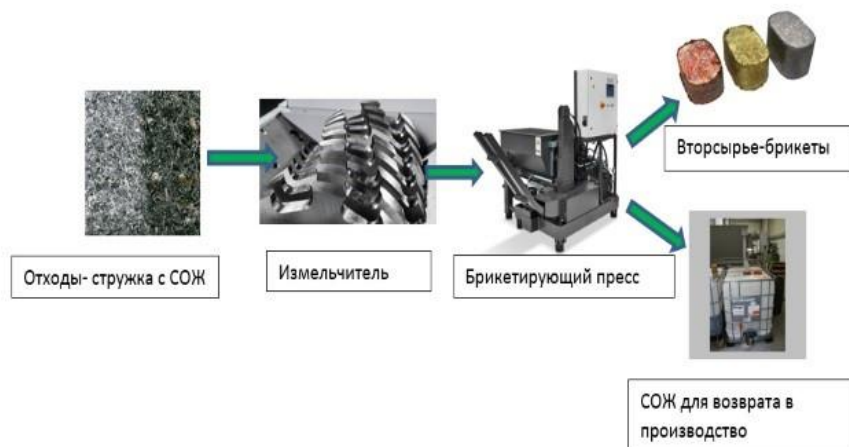 Отходы- стружка с СОЖ
Измельчитель
Брикетирующий пресс
Вторсырье-брикеты
СОЖ для возврата в
производство